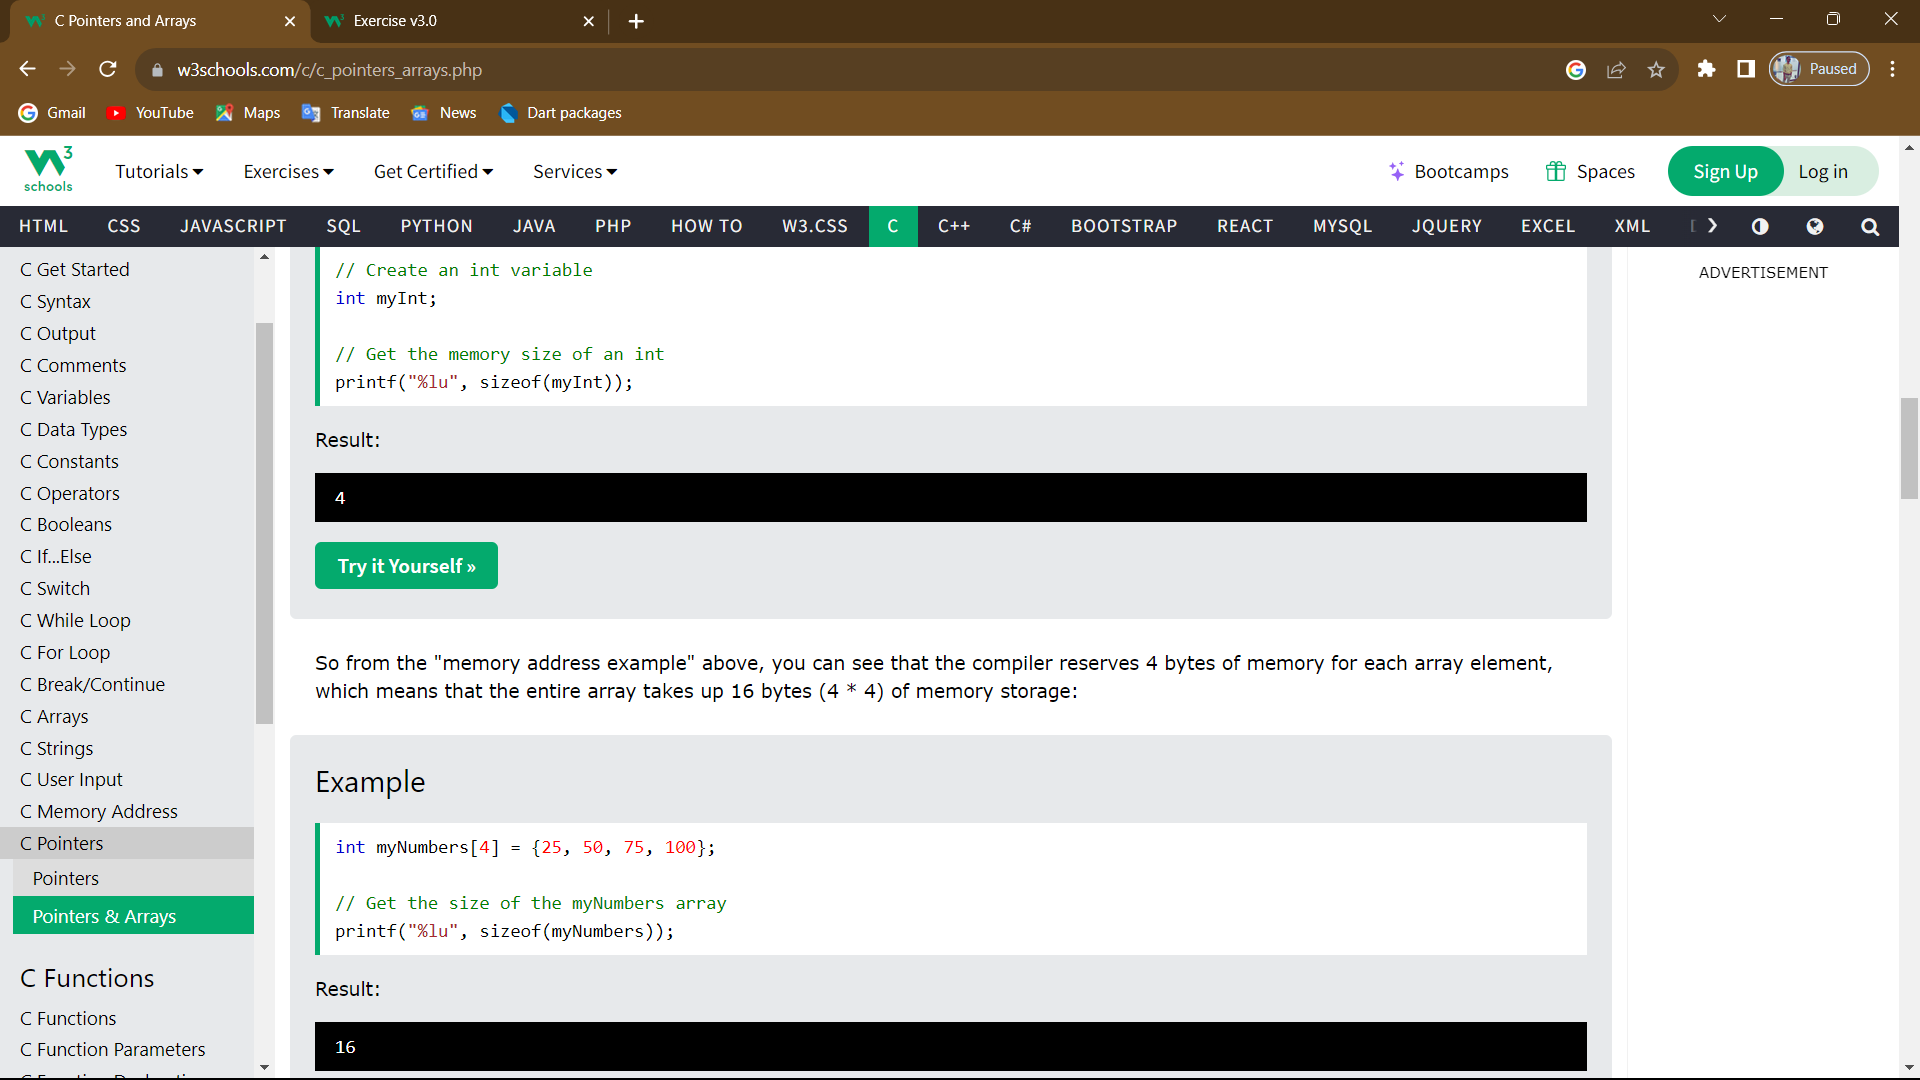 C Pointers and Arrays
Exercise v3.0
w3schools.com/c/c_pointers_arrays.php
Paused
Gmail
YouTube
Maps
Translate
News
Dart packages
3
schools
Tutorials
Exercises
Get Certified
Services
Bootcamps
Spaces
Sign Up
Log in
HTML
CSS
JAVASCRIPT
SQL
PYTHON
JAVA
PHP
HOW TO
W3.CSS
C
C++
C#
BOOTSTRAP
REACT
MYSQL
JQUERY
EXCEL
XML
C Get Started
C Syntax
C Output
C Comments
C Variables
C Data Types
C Constants
C Operators
C Booleans
C If...Else
C Switch
C While Loop
C For Loop
C Break/Continue
C Arrays
C Strings
C User Input
C Memory Address
C Pointers
Pointers
Pointers & Arrays
C Functions
C Functions
C Function Parameters
// Create an int variable
int myInt;
// Get the memory size of an int
printf("%lu", sizeof(myInt));
Result:
4
Try it Yourself »
So from the "memory address example" above, you can see that the compiler reserves 4 bytes of memory for each array element,
which means that the entire array takes up 16 bytes (4 * 4) of memory storage:
Example
int myNumbers[4] = {25, 50, 75, 100};
// Get the size of the myNumbers array
printf("%lu", sizeof(myNumbers));
Result:
16
ADVERTISEMENT